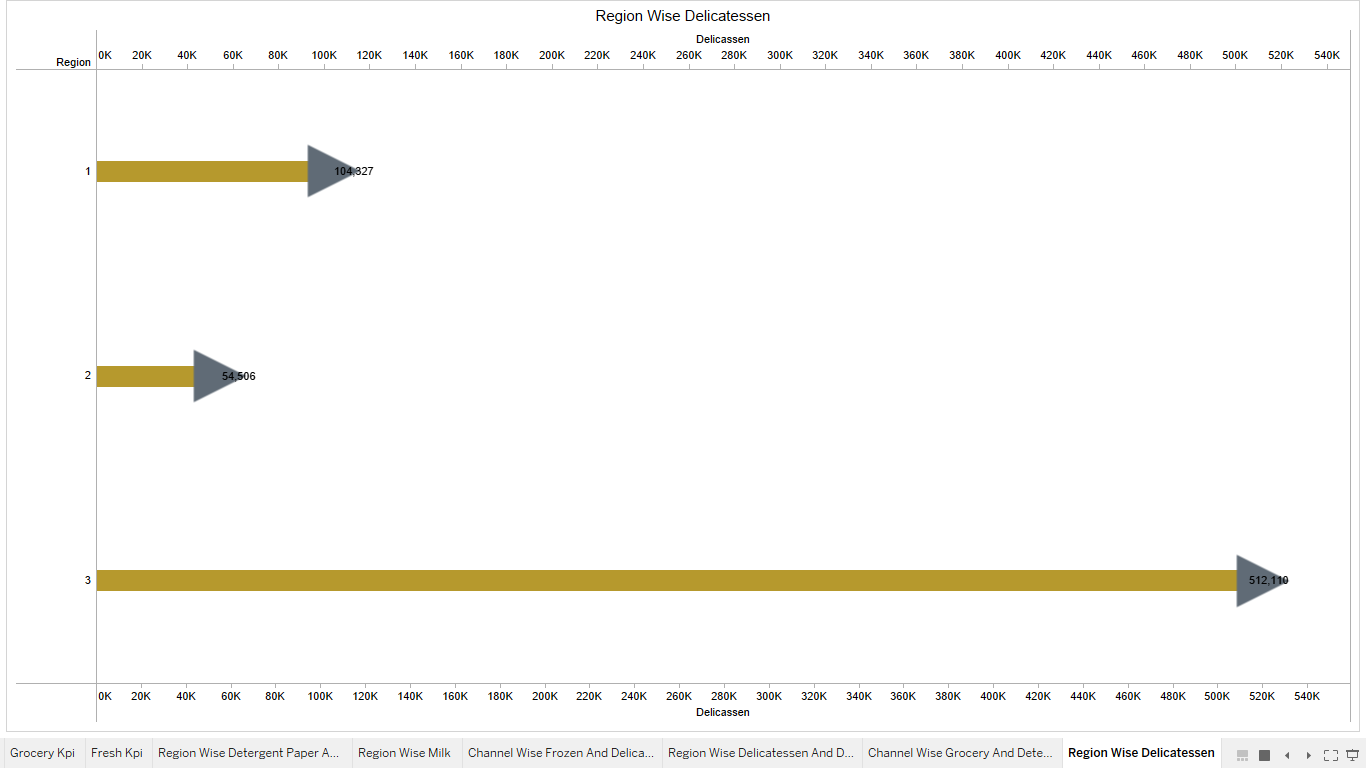 Region Wise Delicatessen
Delicassen
0K 20K 40K 60K 80K 100K 120K 140K 160K 180K 200K 220K 240K 260K 280K 300K 320K 340K 360K 380K 400K 420K 440K 460K 480K 500K 520K 540K
Region
1 104,327
2 54,506
3 512,110
0K 20K 40K 60K 80K 100K 120K 140K 160K 180K 200K 220K 240K 260K 280K 300K 320K 340K 360K 380K 400K 420K 440K 460K 480K 500K 520K 540K
Delicassen
Grocery Kpi Fresh Kpi Region Wise Detergent Paper A... Region Wise Milk Channel Wise Frozen And Delica... Region Wise Delicatessen And D... Channel Wise Grocery And Dete... Region Wise Delicatessen